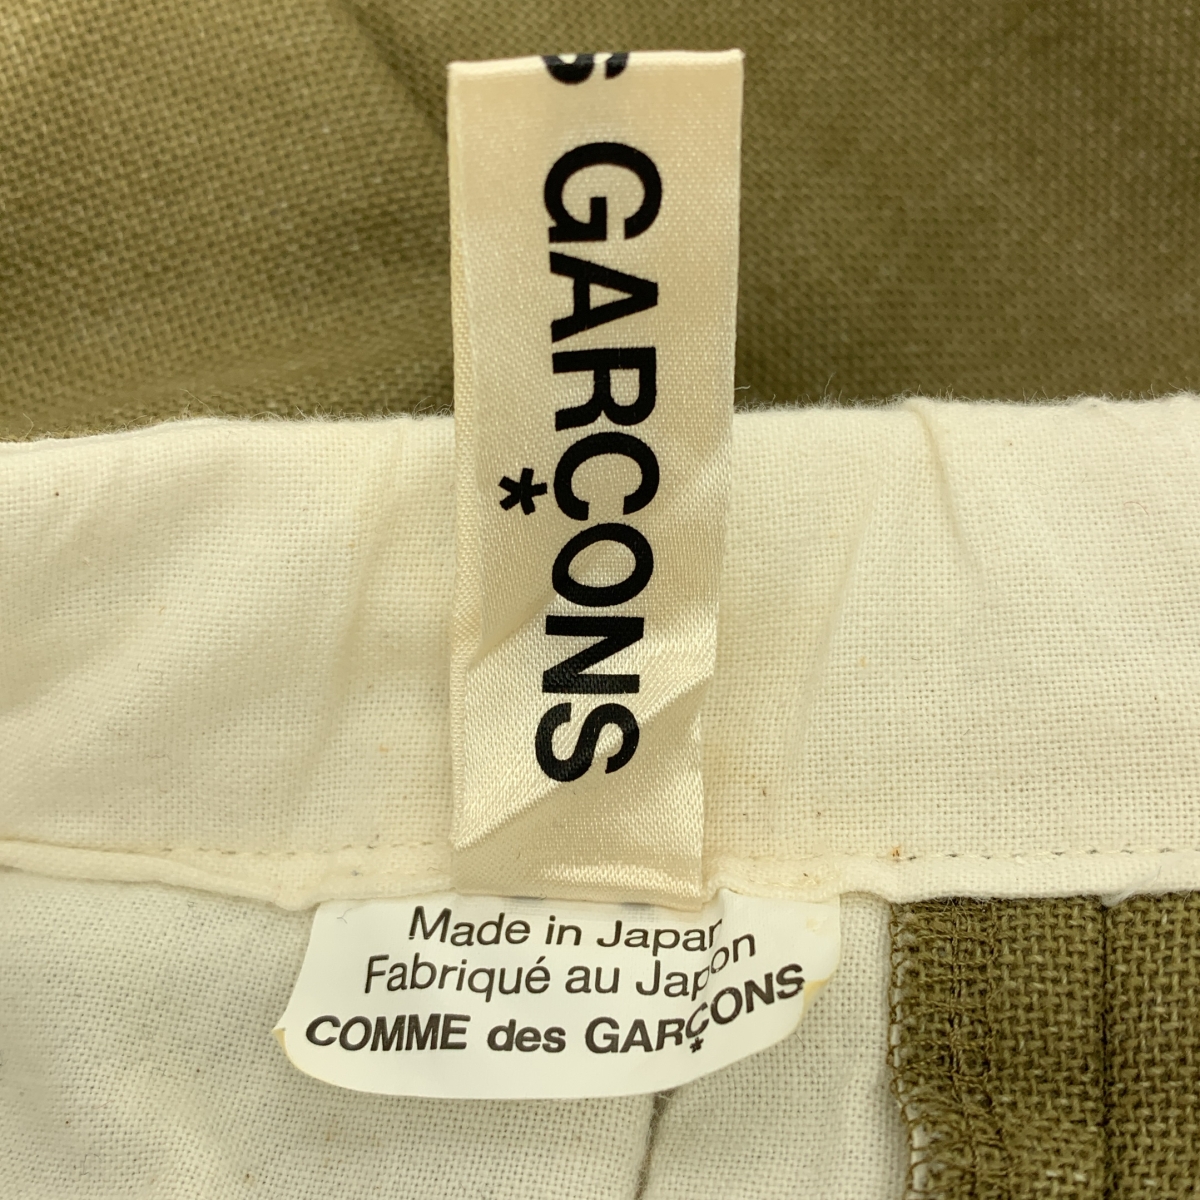 S GARÇONS
*
Made in Japan
Fabriqué au Japon
COMME des GARÇONS
*